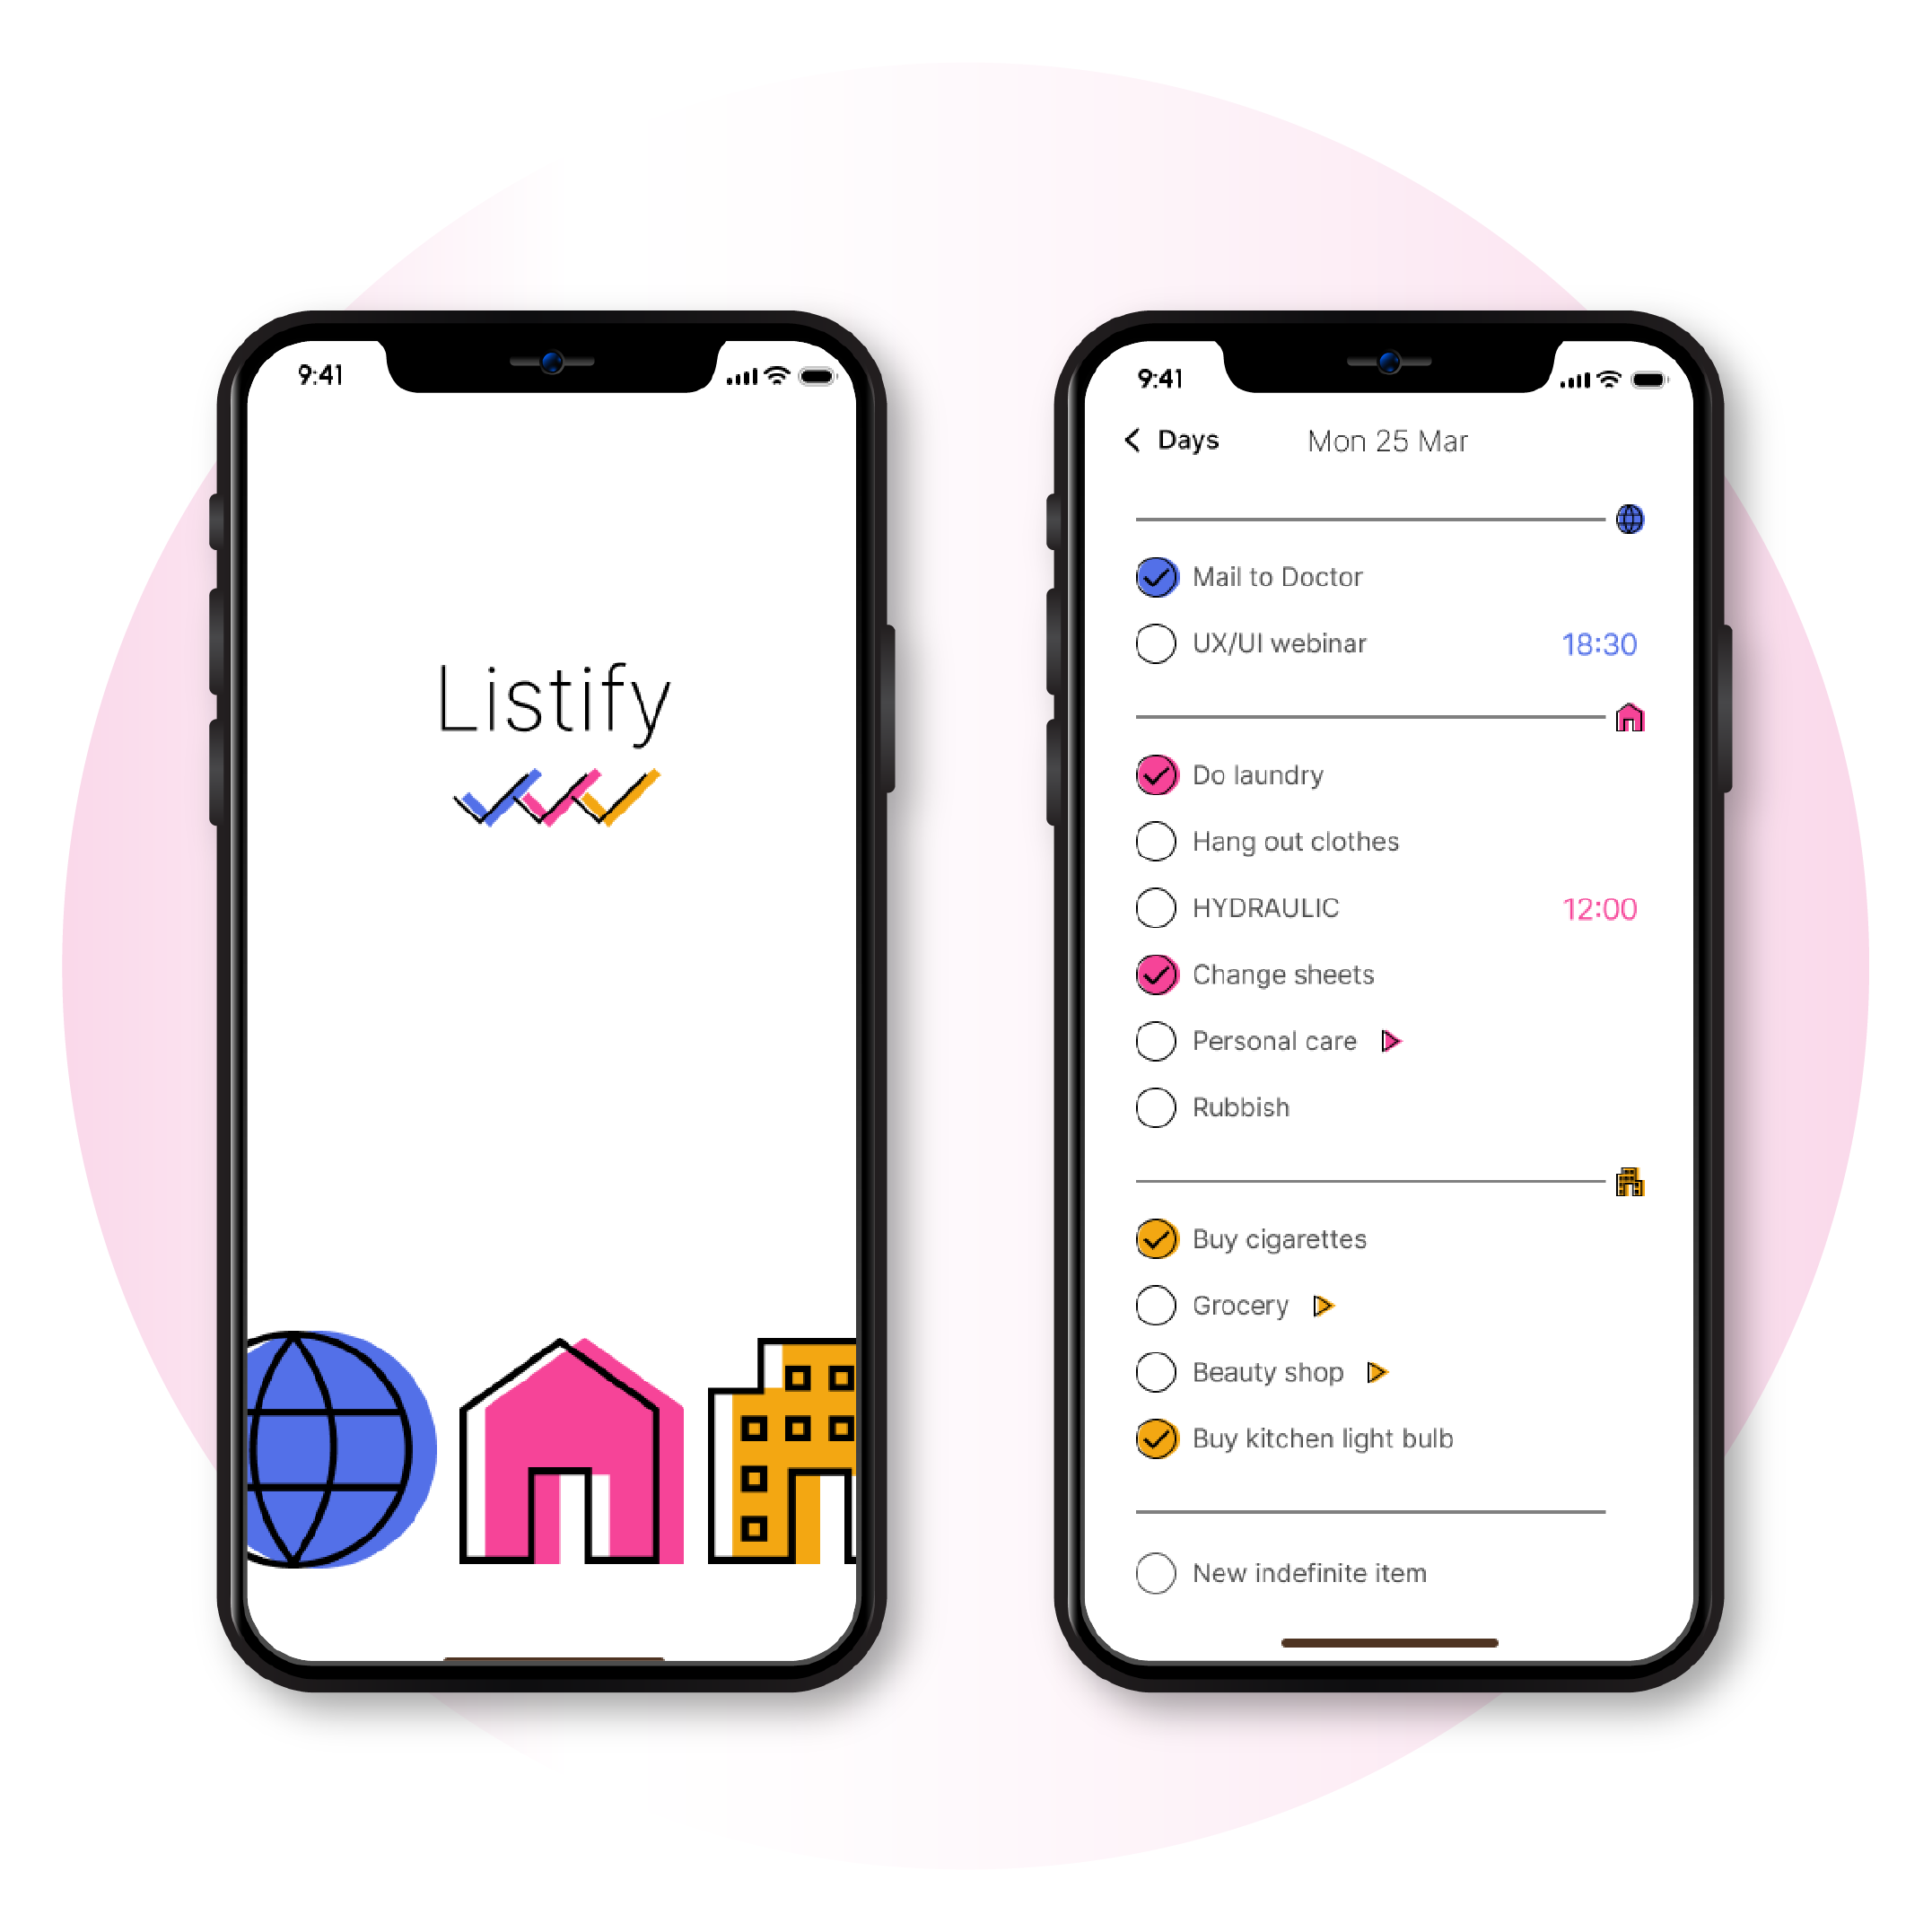 9:41
Listify
9:41
Days
Mon 25 Mar
Mail to Doctor
UX/UI webinar 18:30
Do laundry
Hang out clothes
HYDRAULIC 12:00
Change sheets
Personal care
Rubbish
Buy cigarettes
Grocery
Beauty shop
Buy kitchen light bulb
New indefinite item